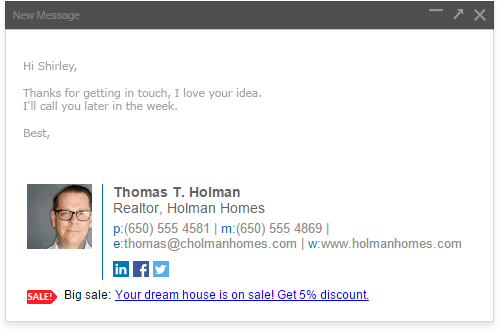 New Message
Hi Shirley,
Thanks for getting in touch, I love your idea.
I'll call you later in the week.
Best,
Thomas T. Holman
Realtor, Holman Homes
p:(650) 555 4581 | m:(650) 555 4869 |
e:thomas@cholmanhomes.com | w:www.holmanhomes.com
in f
SALE! Big sale: Your dream house is on sale! Get 5% discount.